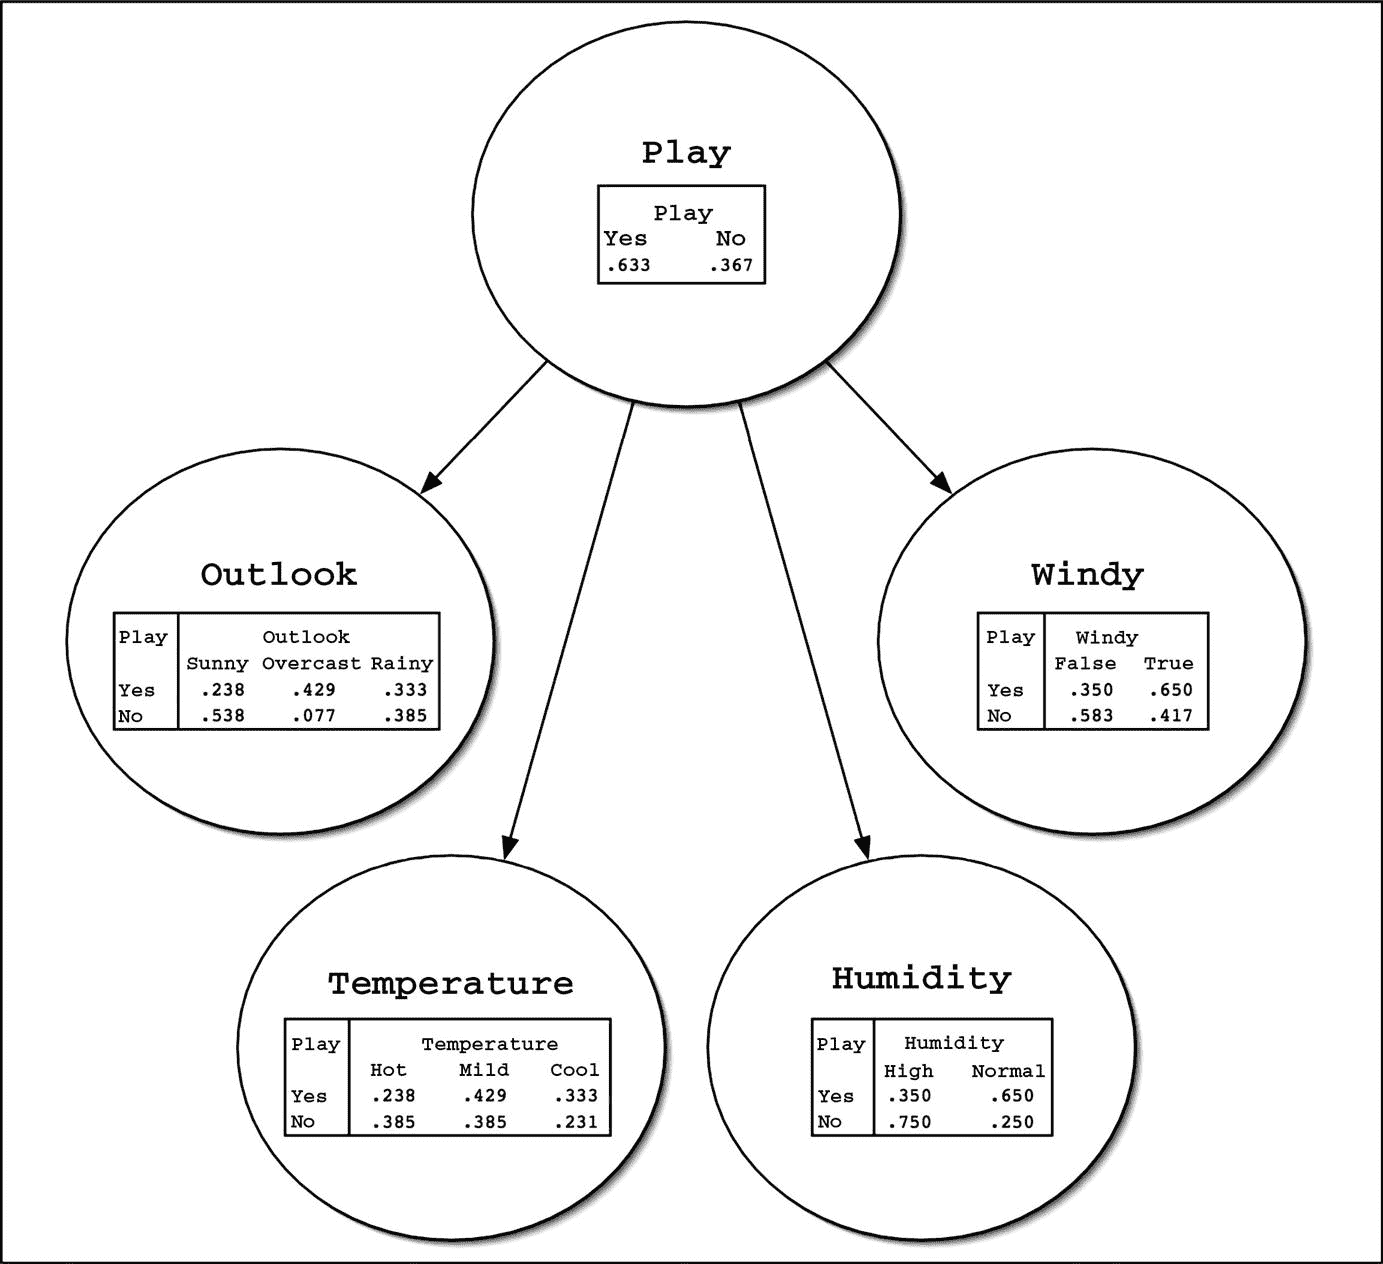 Play
Play
Yes No
.633 .367
Outlook
Play Outlook
Sunny Overcast Rainy
Yes .238 .429 .333
No .538 .077 .385
Windy
Play Windy
False True
Yes .350 .650
No .583 .417
Temperature
Play Temperature
Hot Mild Cool
Yes .238 .429 .333
No .385 .385 .231
Humidity
Play Humidity
High Normal
Yes .350 .650
No .750 .250